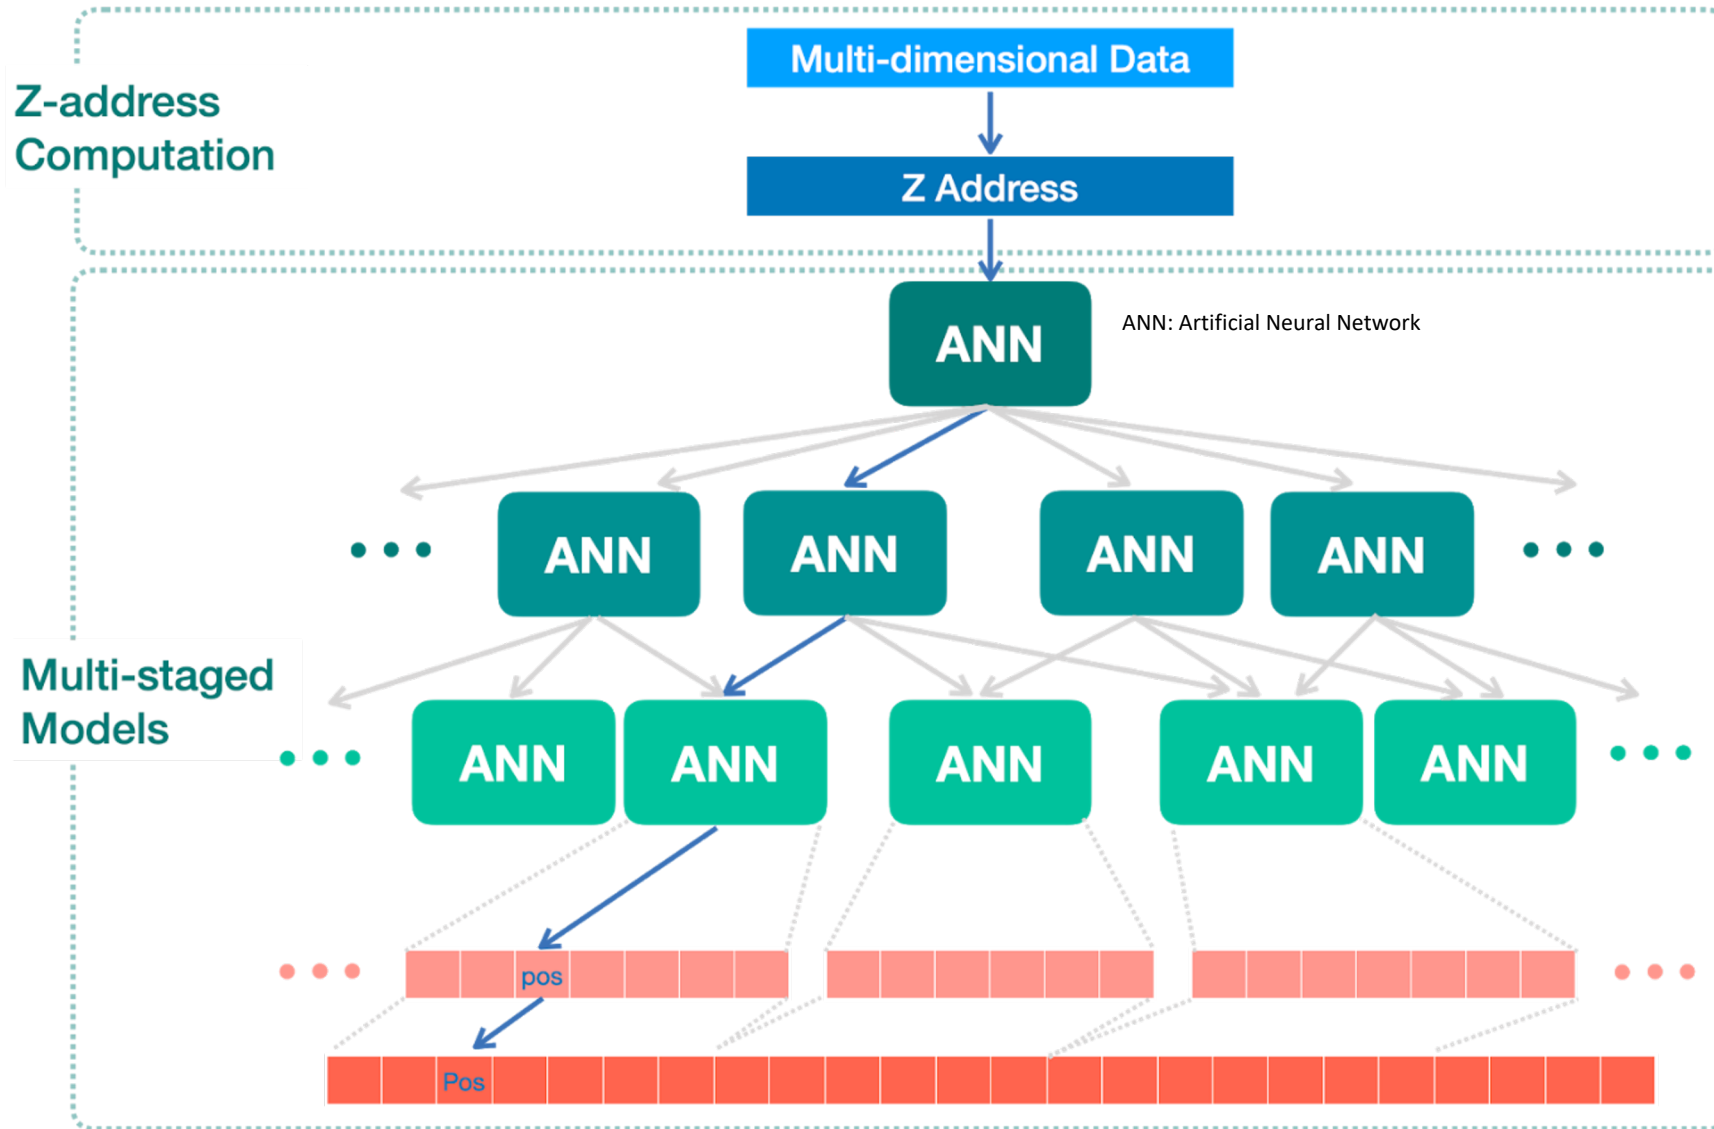 Multi-dimensional Data
Z-address
Computation
Z Address
ANN
ANN: Artificial Neural Network
ANN ANN ANN ANN
Multi-staged
Models
ANN ANN ANN ANN ANN
pos
Pos